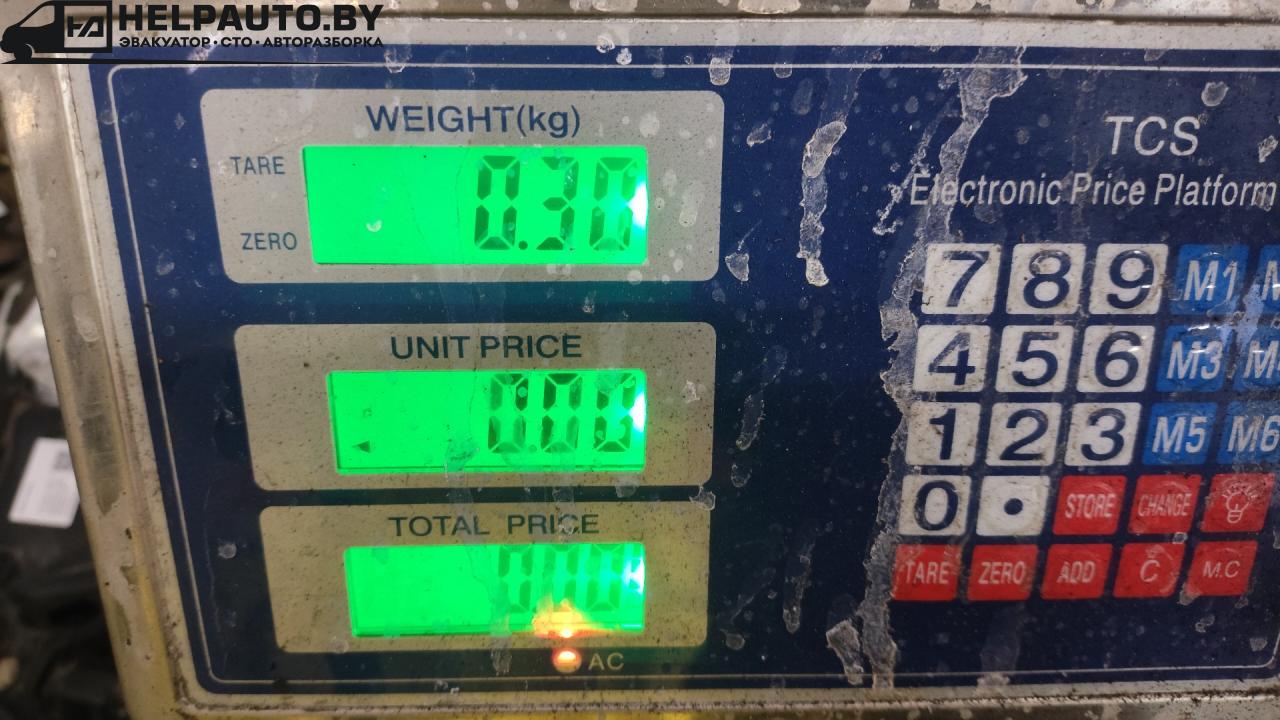 HELPAUTO.BY
ЭВАКУАТОР•СТО•АВТОРАЗБОРКА
WEIGHT(kg)
TARE
0.30
ZERO
UNIT PRICE
0.00
TOTAL PRICE
AC
TCS
Electronic Price Platform
7 8 9 M1
4 5 6 M3
1 2 3 M5 M6
0 • STORE CHANGE
TARE ZERO ADD C M.C